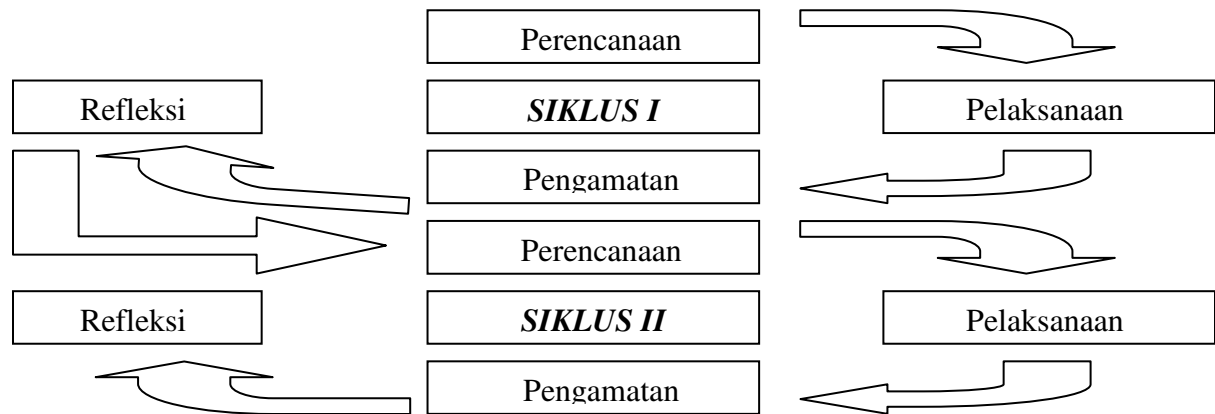 Perencanaan
Refleksi
SIKLUS I
Pelaksanaan
Pengamatan
Perencanaan
Refleksi
SIKLUS II
Pelaksanaan
Pengamatan